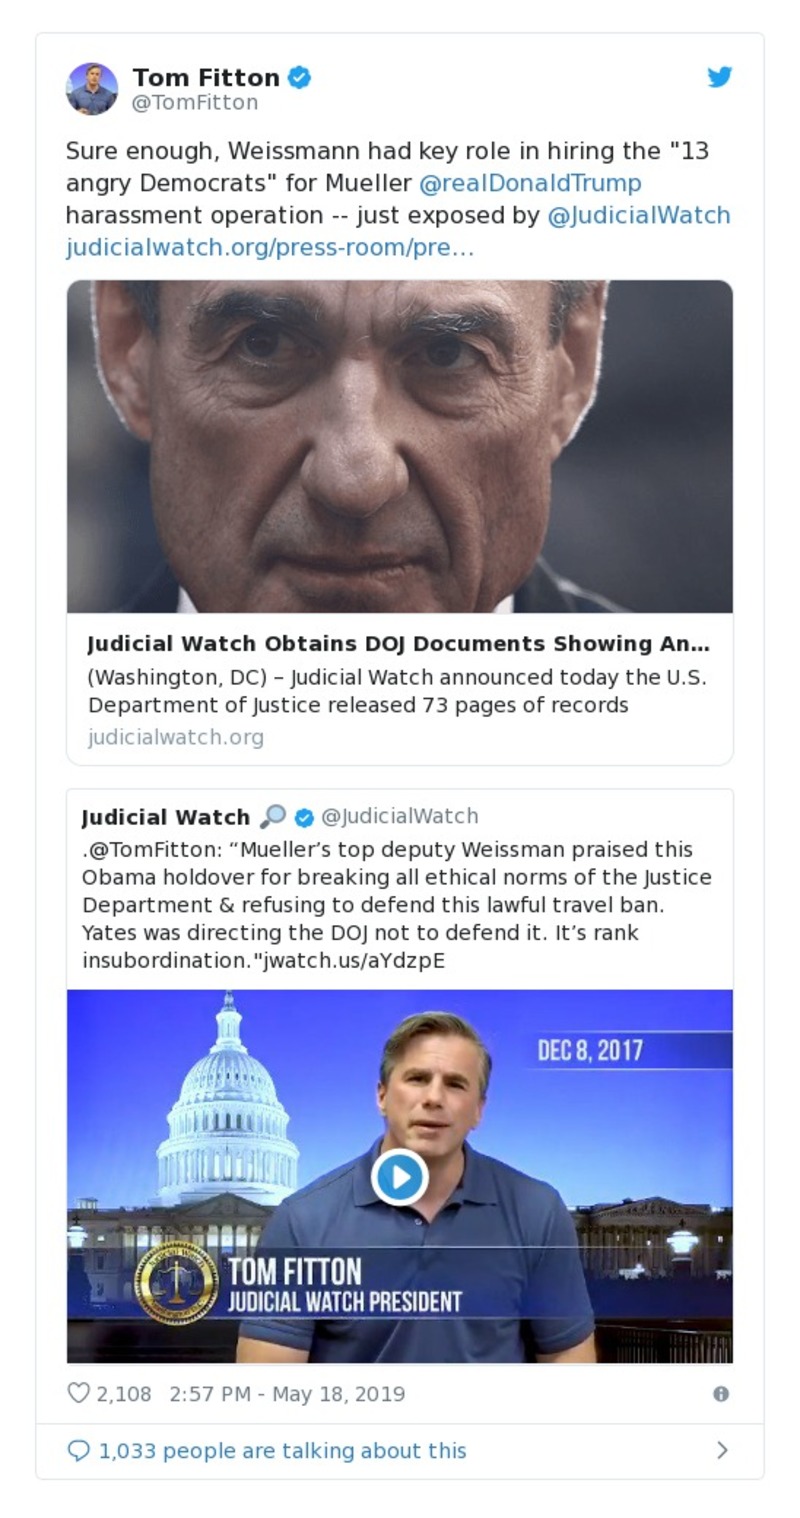 Tom Fitton
@TomFitton
Sure enough, Weissmann had key role in hiring the "13
angry Democrats" for Mueller @realDonaldTrump
harassment operation -- just exposed by @JudicialWatch
judicialwatch.org/press-room/pre…
Judicial Watch Obtains DOJ Documents Showing An…
(Washington, DC) – Judicial Watch announced today the U.S.
Department of Justice released 73 pages of records
judicialwatch.org
Judicial Watch 🔎 @JudicialWatch
.@TomFitton: “Mueller’s top deputy Weissman praised this
Obama holdover for breaking all ethical norms of the Justice
Department & refusing to defend this lawful travel ban.
Yates was directing the DOJ not to defend it. It’s rank
insubordination."jwatch.us/aYdzpE
DEC 8, 2017
Judicial Watch
TOM FITTON
JUDICIAL WATCH PRESIDENT
2,108 2:57 PM - May 18, 2019
1,033 people are talking about this